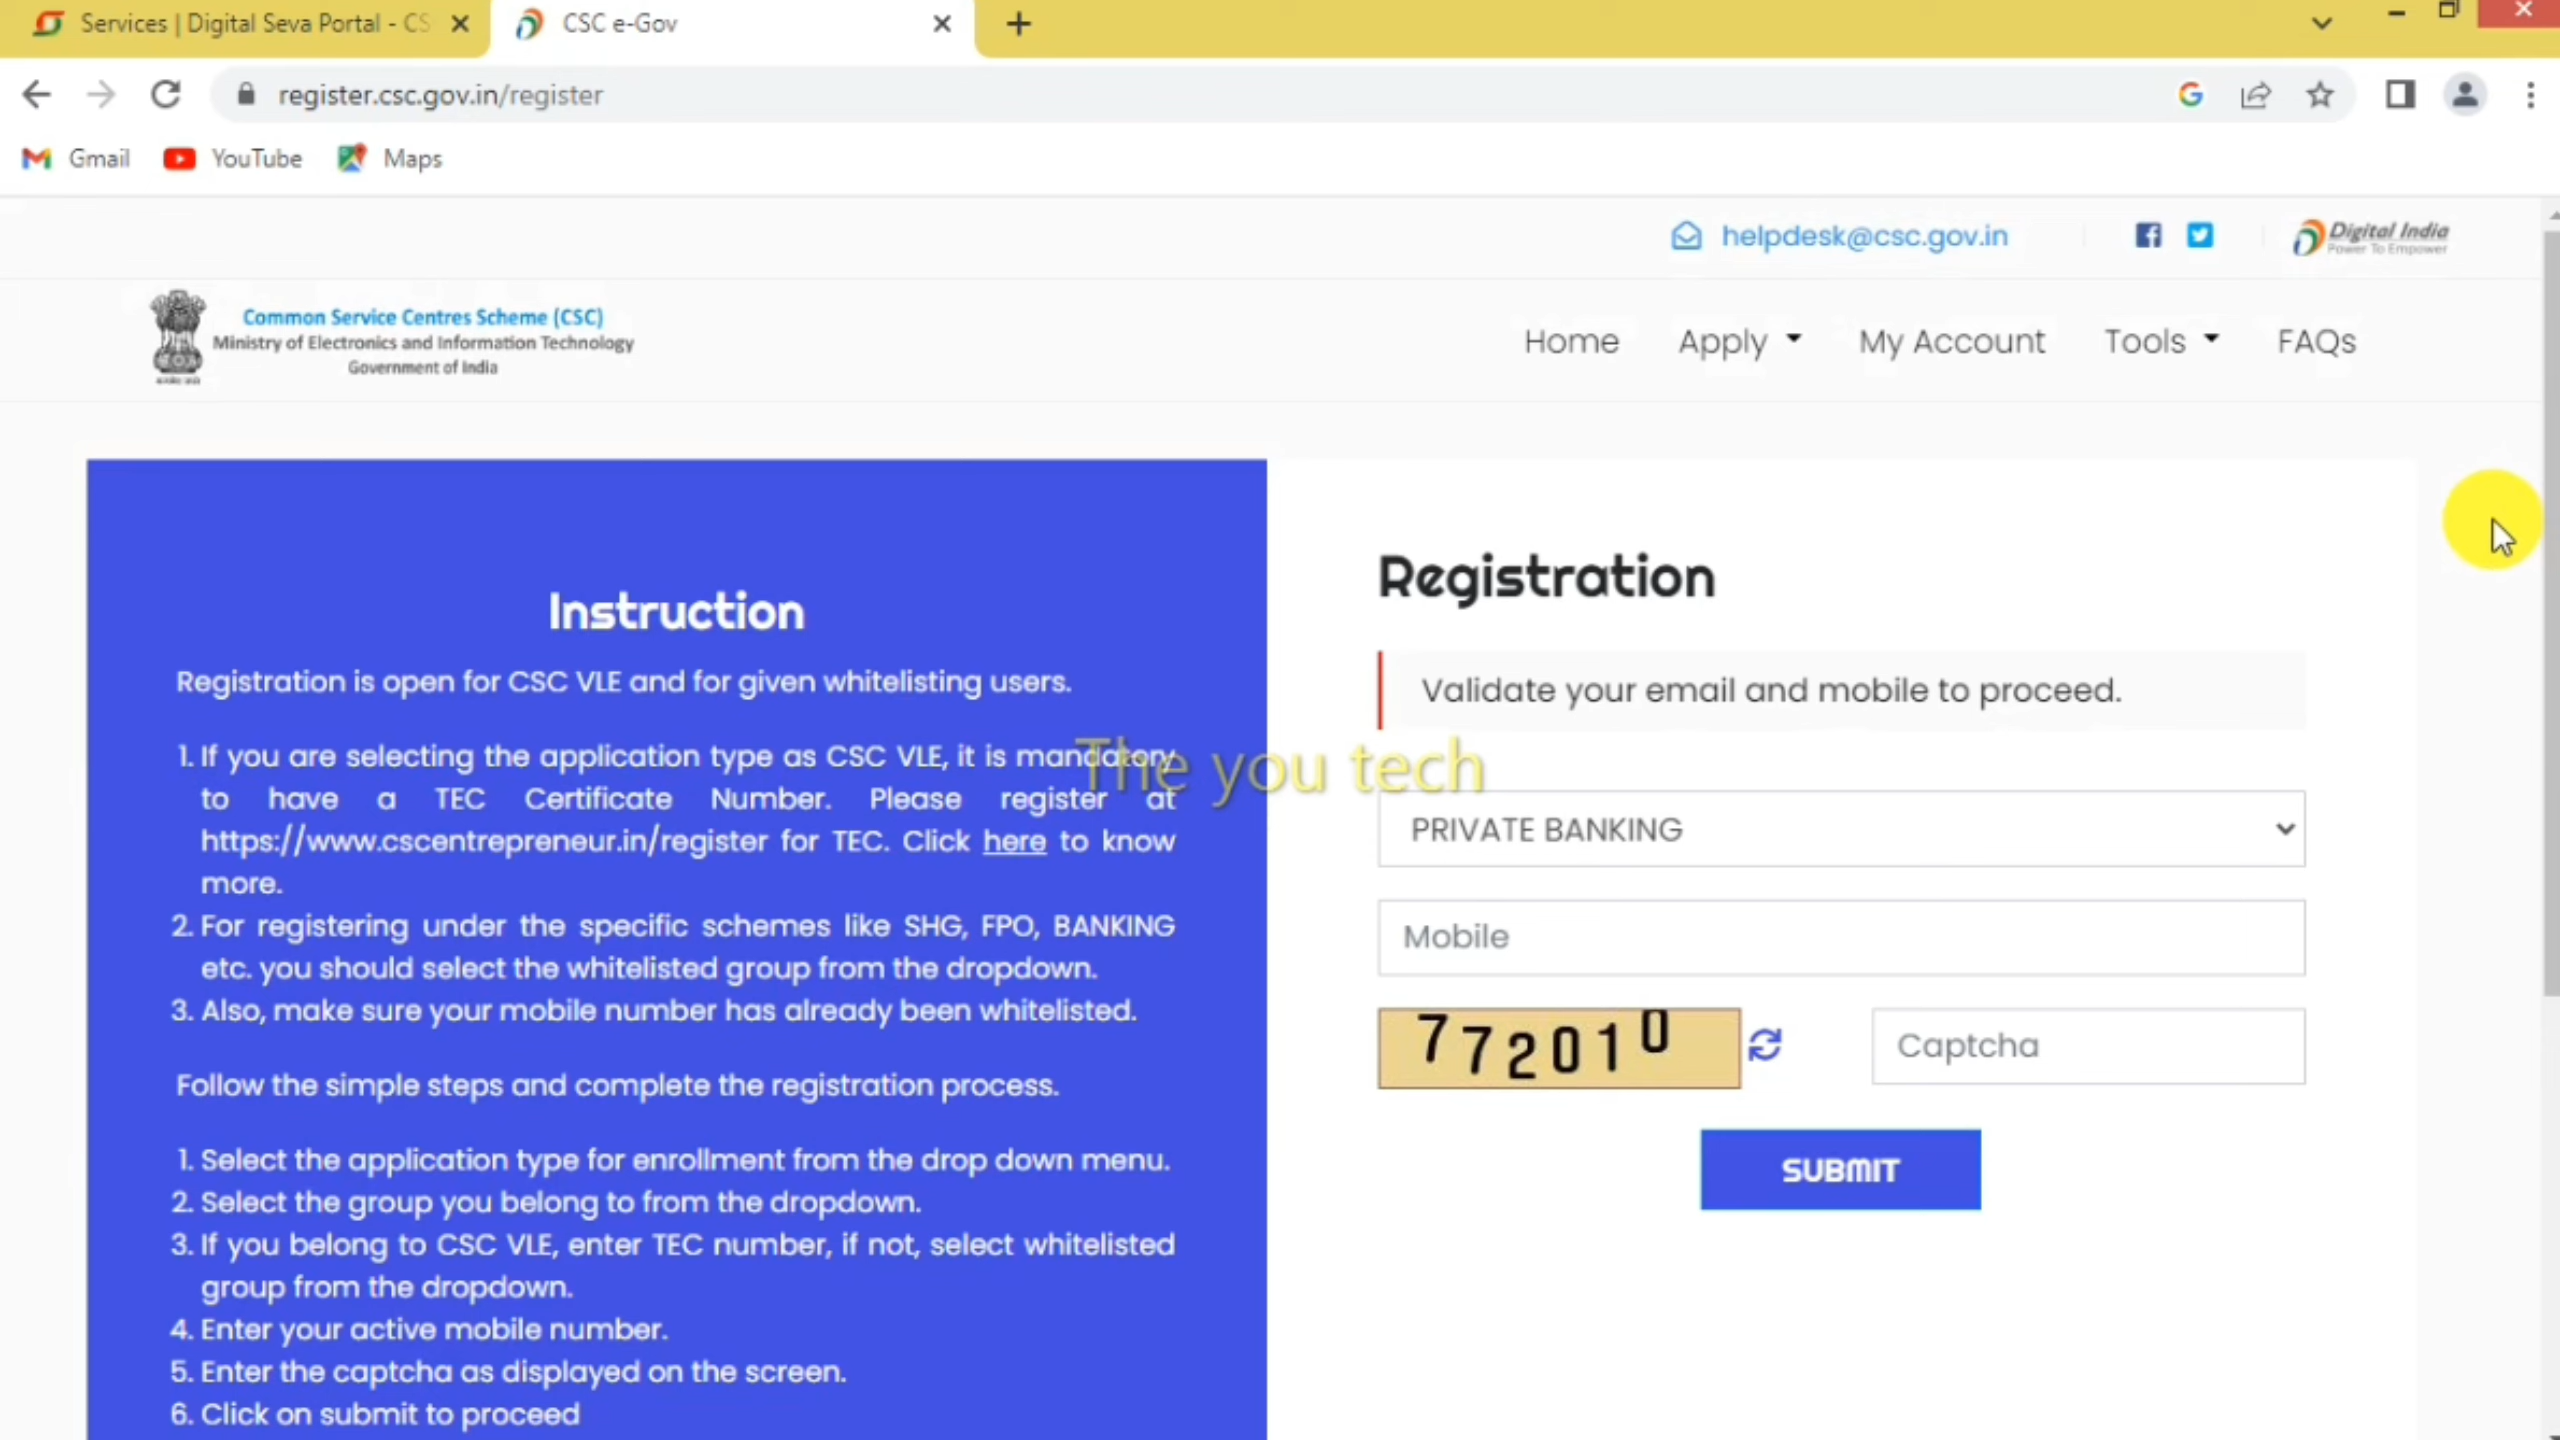 Services | Digital Seva Portal - CS
CSC e-Gov
register.csc.gov.in/register
Gmail
YouTube
Maps
helpdesk@csc.gov.in
Digital India
Power To Empower
Common Service Centres Scheme (CSC)
Ministry of Electronics and Information Technology
Government of India
Home
Apply
My Account
Tools
FAQs
Instruction
Registration is open for CSC VLE and for given whitelisting users.
1. If you are selecting the application type as CSC VLE, it is mandatory
to have a TEC Certificate Number. Please register at
https://www.cscentrepreneur.in/register for TEC. Click here to know
more.
2. For registering under the specific schemes like SHG, FPO, BANKING
etc. you should select the whitelisted group from the dropdown.
3. Also, make sure your mobile number has already been whitelisted.
Follow the simple steps and complete the registration process.
1. Select the application type for enrollment from the drop down menu.
2. Select the group you belong to from the dropdown.
3. If you belong to CSC VLE, enter TEC number, if not, select whitelisted
group from the dropdown.
4. Enter your active mobile number.
5. Enter the captcha as displayed on the screen.
6. Click on submit to proceed
Registration
Validate your email and mobile to proceed.
The you tech
PRIVATE BANKING
Mobile
772010
Captcha
SUBMIT